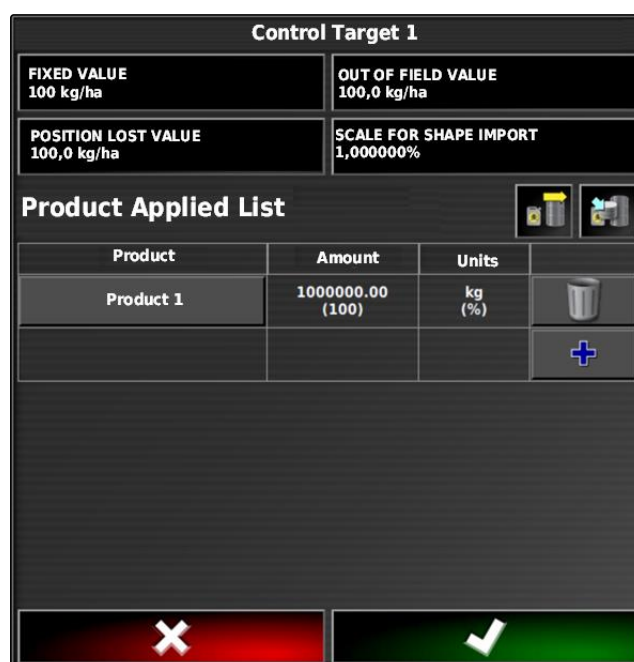 Control Target 1
FIXED VALUE
100 kg/ha
OUT OF FIELD VALUE
100,0 kg/ha
POSITION LOST VALUE
100,0 kg/ha
SCALE FOR SHAPE IMPORT
1,000000%
Product Applied List
Product Amount Units
Product 1 1000000.00 kg
(100) (%)